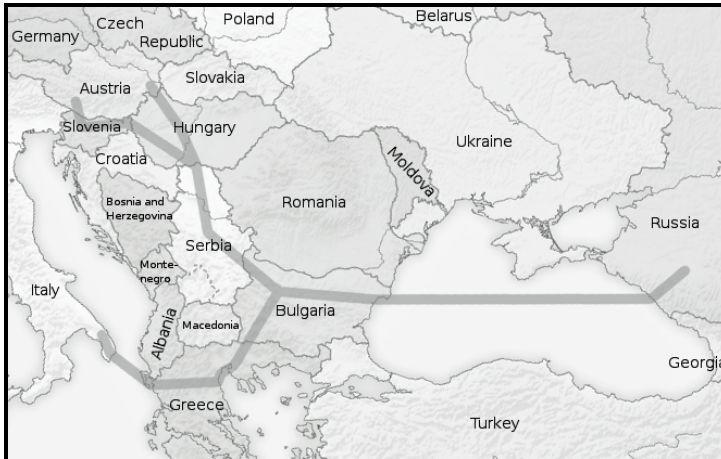 Poland
Belarus
Czech
Republic
Germany
Slovakia
Austria
Slovenia
Hungary
Ukraine
Croatia
Moldova
Bosnia and
Herzegovina
Romania
Russia
Serbia
Monte-
negro
Italy
Bulgaria
Macedonia
Albania
Georgia
Greece
Turkey